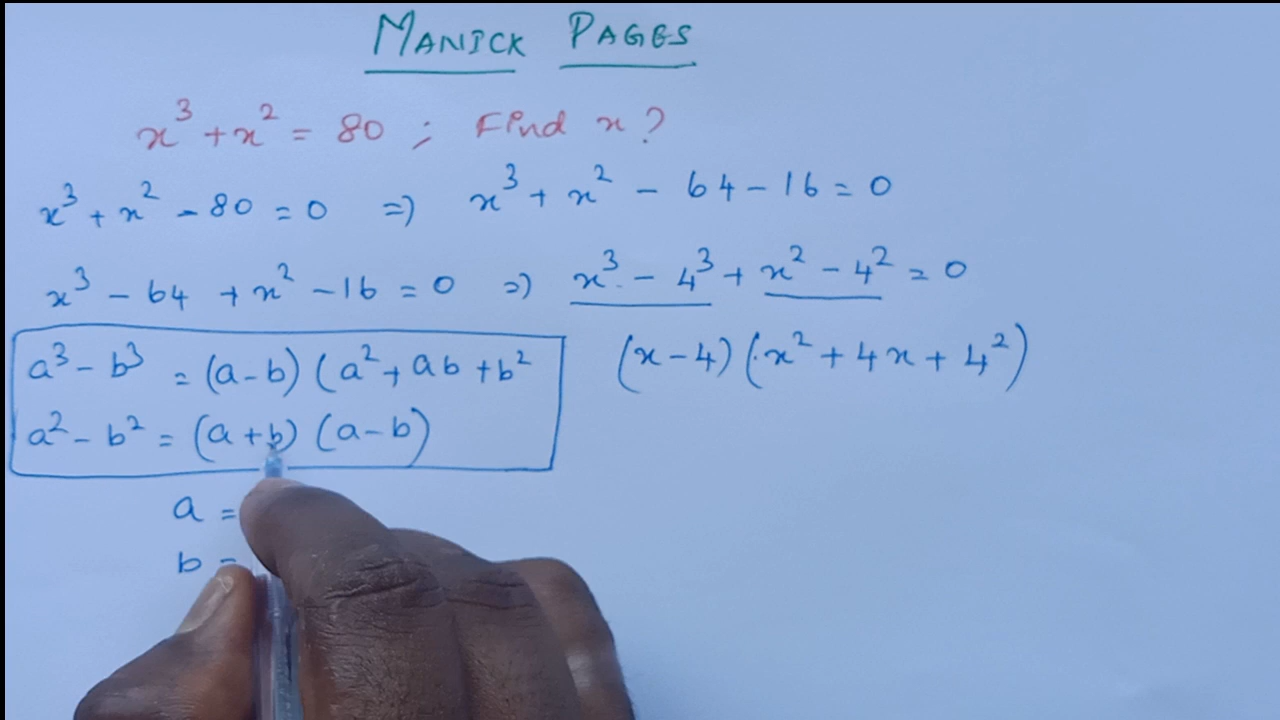 MANICK PAGES
x³ + x² = 80 ; Find x ?
x³ + x² - 80 = 0 ⇒ x³ + x² - 64 - 16 = 0
x³ - 64 + x² - 16 = 0 ⇒ x³ - 4³ + x² - 4² = 0
a³ - b³ = (a - b) (a² + ab + b²
(x - 4) (x² + 4x + 4²)
a² - b² = (a + b) (a - b)
a =
b =